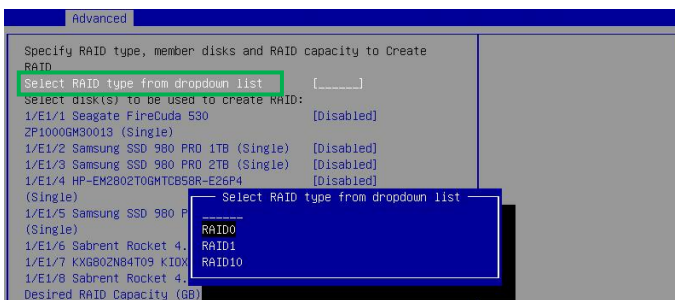 Advanced
Specify RAID type, member disks and RAID capacity to Create
RAID
Select RAID type from dropdown list [______]
Select disk(s) to be used to create RAID:
1/E1/1 Seagate FireCuda 530 [Disabled]
ZP1000GM30013 (Single)
1/E1/2 Samsung SSD 980 PRO 1TB (Single) [Disabled]
1/E1/3 Samsung SSD 980 PRO 2TB (Single) [Disabled]
1/E1/4 HP-EM2802TOGMTCB58R-E26P4 [Disabled]
(Single)
1/E1/5 Samsung SSD 980 P
(Single)
1/E1/6 Sabrent Rocket 4.
1/E1/7 KXG80ZN84T09 KIOX
1/E1/8 Sabrent Rocket 4.
Desired RAID Capacity (GB)
Select RAID type from dropdown list
______
RAID0
RAID1
RAID10